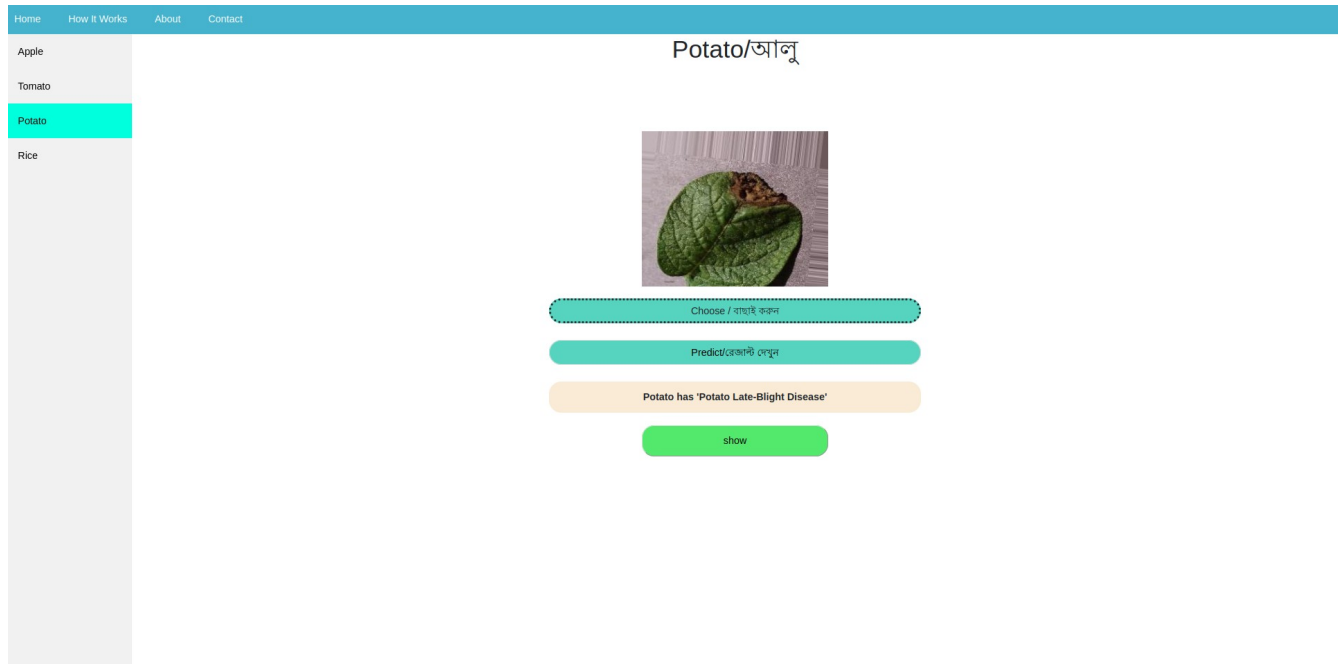 Home How It Works About Contact
Apple
Tomato
Potato
Rice
Potato/আলু
Choose / বাছাই করুন
Predict/রেজাল্ট দেখুন
Potato has 'Potato Late-Blight Disease'
show